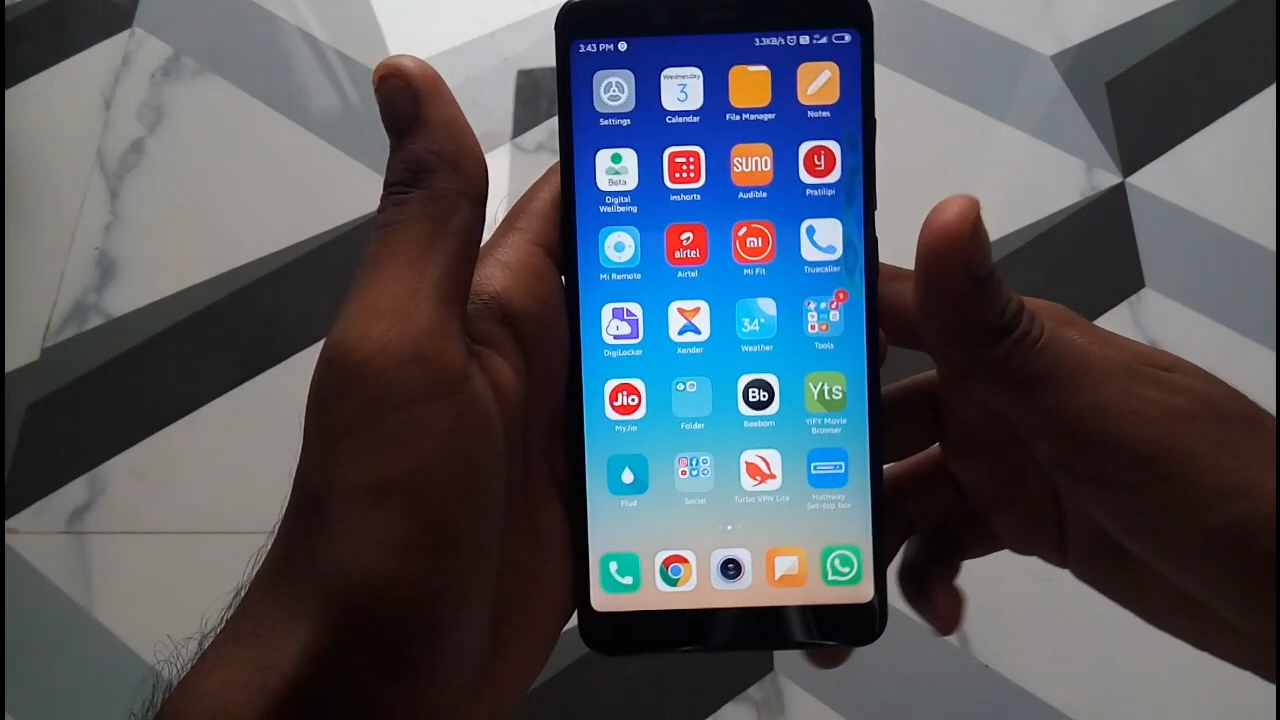 3:43 PM
3.3KB/s
Wednesday
3
Settings
Calendar
File Manager
Notes
Beta
suno
Digital
Wellbeing
inshorts
Audible
Pratilipi
airtel
mi
Mi Remote
Airtel
Mi Fit
Truecaller
34°
9
DigiLocker
Xender
Weather
Tools
Jio
Bb
Yts
MyJio
Folder
Beebom
YIFY Movie
Browser
Flud
Social
Turbo VPN Lite
Hathway
Set-top box